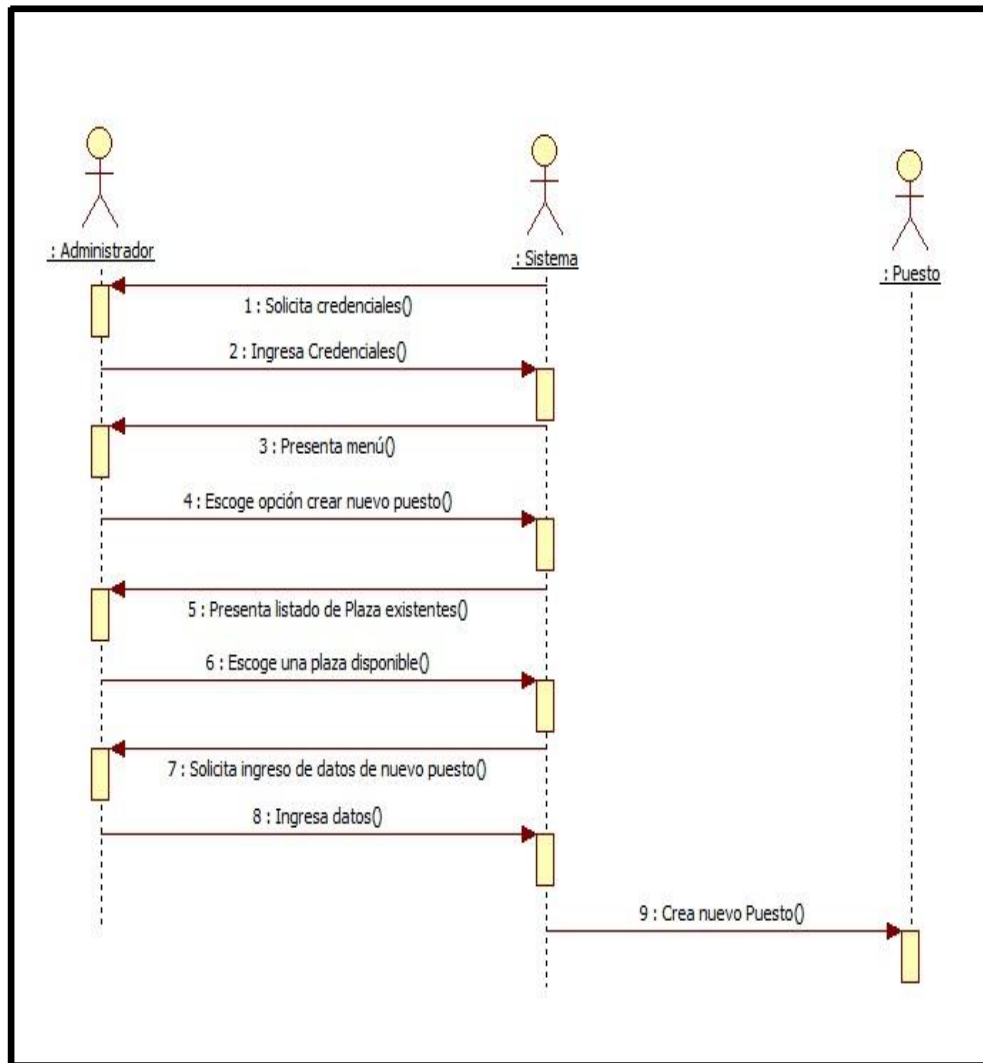 : Administrador
: Sistema
: Puesto
1 : Solicita credenciales()
2 : Ingresa Credenciales()
3 : Presenta menú()
4 : Escoge opción crear nuevo puesto()
5 : Presenta listado de Plaza existentes()
6 : Escoge una plaza disponible()
7 : Solicita ingreso de datos de nuevo puesto()
8 : Ingresa datos()
9 : Crea nuevo Puesto()